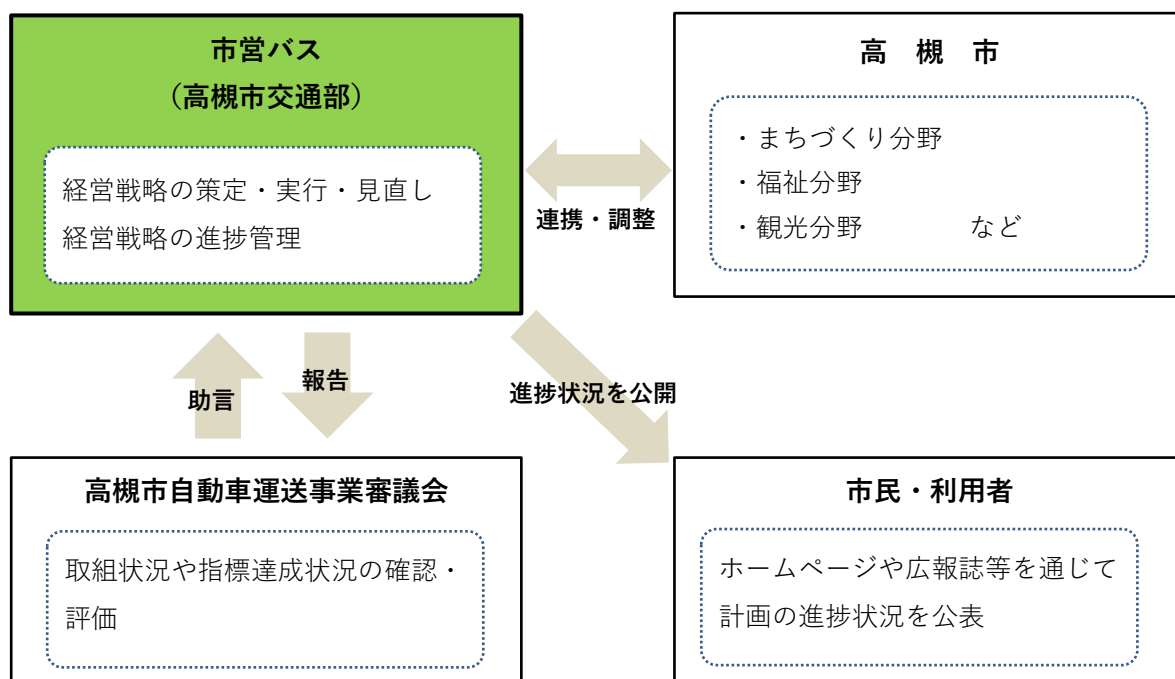 市営バス
（高槻市交通部）
経営戦略の策定・実行・見直し
経営戦略の進捗管理
高　槻　市
・まちづくり分野
・福祉分野
・観光分野　　　　など
連携・調整
助言
報告
進捗状況を公開
高槻市自動車運送事業審議会
取組状況や指標達成状況の確認・
評価
市民・利用者
ホームページや広報誌等を通じて
計画の進捗状況を公表